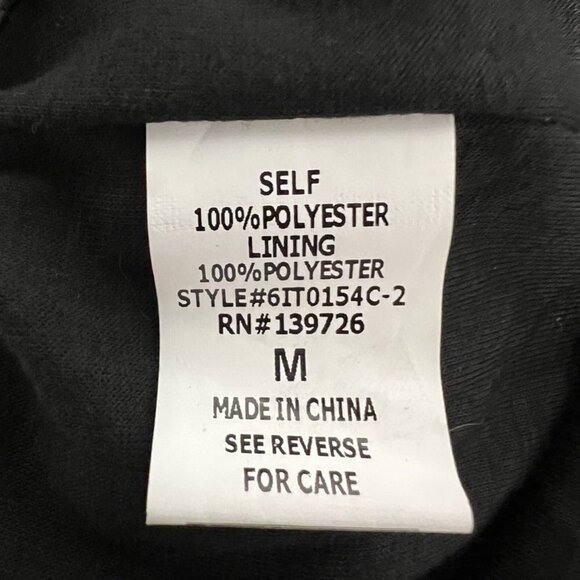 SELF
100%POLYESTER
LINING
100%POLYESTER
STYLE#6IT0154C-2
RN#139726
M
MADE IN CHINA
SEE REVERSE
FOR CARE